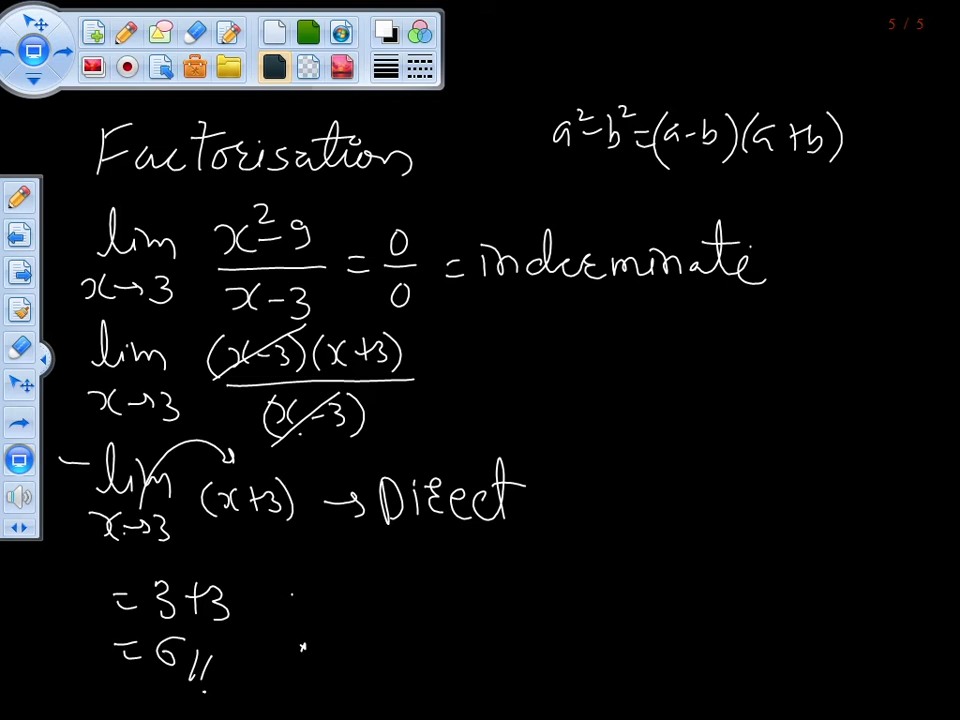 5 / 5
Factorisation
a²-b²=(a-b)(a+b)
lim x→3 x²-9 / x-3 = 0/0 = inderminate
lim x→3 (x-3)(x+3) / (x-3)
lim x→3 (x+3) → Direct
= 3+3
= 6//